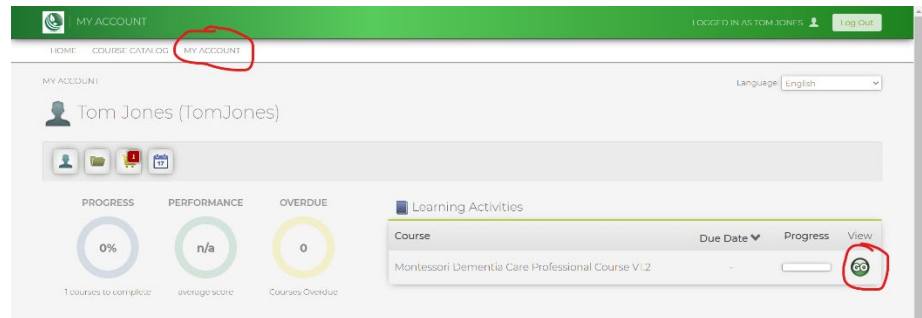 MY ACCOUNT
LOGGED IN AS TOM JONES
Log Out
HOME COURSE CATALOG MY ACCOUNT
MY ACCOUNT
Language English
Tom Jones (TomJones)
1
17
PROGRESS PERFORMANCE OVERDUE
0% n/a 0
1 courses to complete average score Courses Overdue
Learning Activities
Course Due Date Progress View
Montessori Dementia Care Professional Course V1.2 - GO